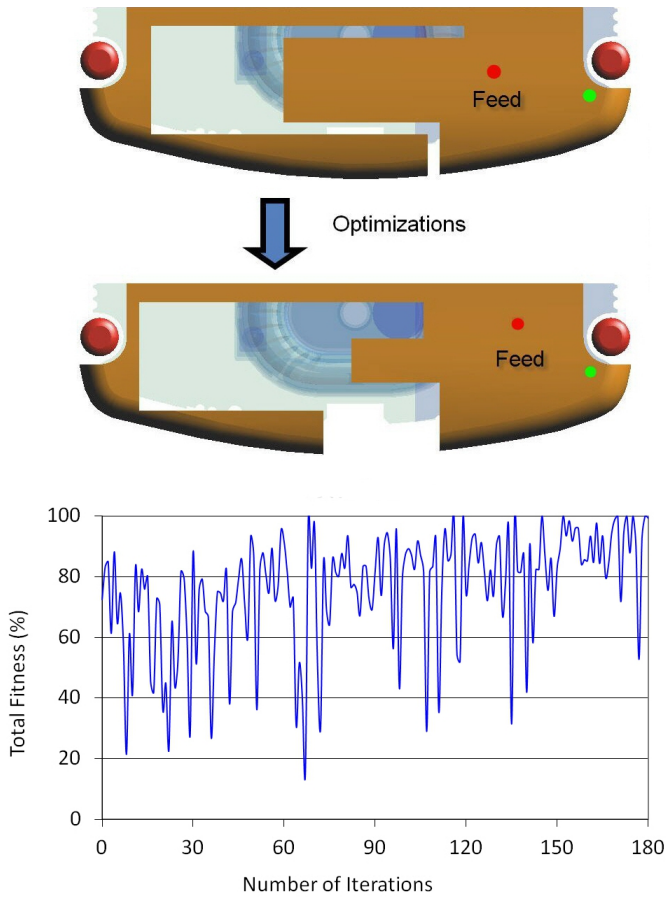 Feed
Optimizations
Feed
100
80
60
40
20
0
Total Fitness (%)
0 30 60 90 120 150 180
Number of Iterations